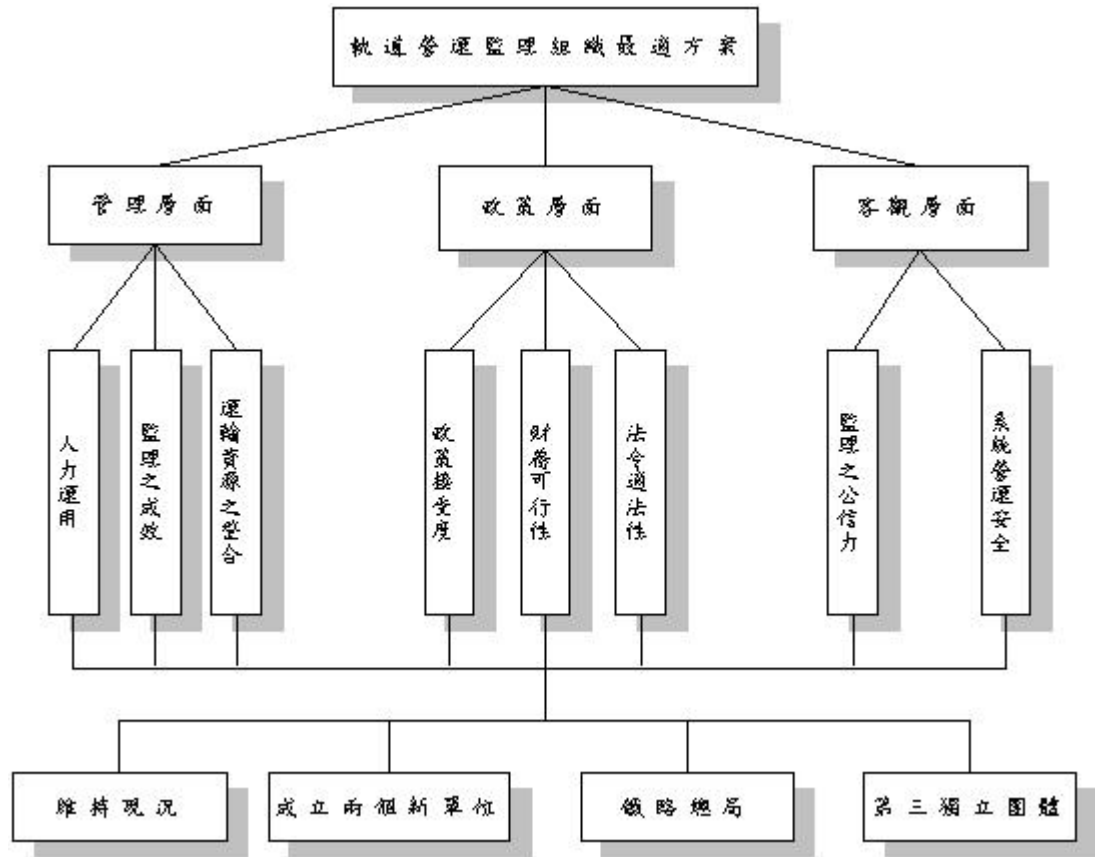 軌道營運監理組織最適方案
管理層面
政策層面
客觀層面
人力運用
監理之成效
運輸資源之整合
政策接受度
財務可行性
法令適法性
監理之公信力
系統營運安全
維持現況
成立兩個新單位
鐵路總局
第三獨立團體